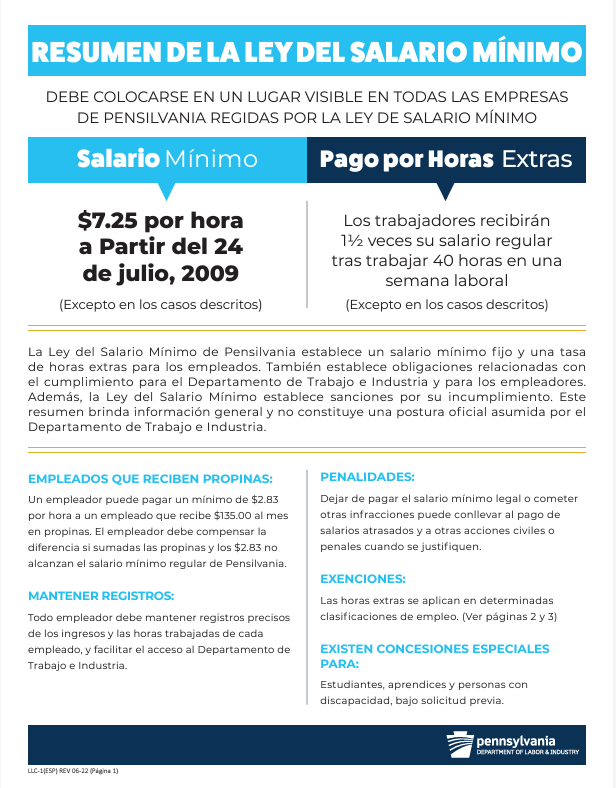 RESUMEN DE LA LEY DEL SALARIO MÍNIMO
DEBE COLOCARSE EN UN LUGAR VISIBLE EN TODAS LAS EMPRESAS
DE PENSILVANIA REGIDAS POR LA LEY DE SALARIO MÍNIMO
Salario Mínimo
$7.25 por hora
a Partir del 24
de julio, 2009
(Excepto en los casos descritos)
Pago por Horas Extras
Los trabajadores recibirán
1½ veces su salario regular
tras trabajar 40 horas en una
semana laboral
(Excepto en los casos descritos)
La Ley del Salario Mínimo de Pensilvania establece un salario mínimo fijo y una tasa
de horas extras para los empleados. También establece obligaciones relacionadas con
el cumplimiento para el Departamento de Trabajo e Industria y para los empleadores.
Además, la Ley del Salario Mínimo establece sanciones por su incumplimiento. Este
resumen brinda información general y no constituye una postura oficial asumida por el
Departamento de Trabajo e Industria.
EMPLEADOS QUE RECIBEN PROPINAS:
Un empleador puede pagar un mínimo de $2.83
por hora a un empleado que recibe $135.00 al mes
en propinas. El empleador debe compensar la
diferencia si sumadas las propinas y los $2.83 no
alcanzan el salario mínimo regular de Pensilvania.
MANTENER REGISTROS:
Todo empleador debe mantener registros precisos
de los ingresos y las horas trabajadas de cada
empleado, y facilitar el acceso al Departamento de
Trabajo e Industria.
PENALIDADES:
Dejar de pagar el salario mínimo legal o cometer
otras infracciones puede conllevar al pago de
salarios atrasados y a otras acciones civiles o
penales cuando se justifiquen.
EXENCIONES:
Las horas extras se aplican en determinadas
clasificaciones de empleo. (Ver páginas 2 y 3)
EXISTEN CONCESIONES ESPECIALES
PARA:
Estudiantes, aprendices y personas con
discapacidad, bajo solicitud previa.
pennsylvania
DEPARTMENT OF LABOR & INDUSTRY
LLC-1(ESP) REV 06-22 (Página 1)